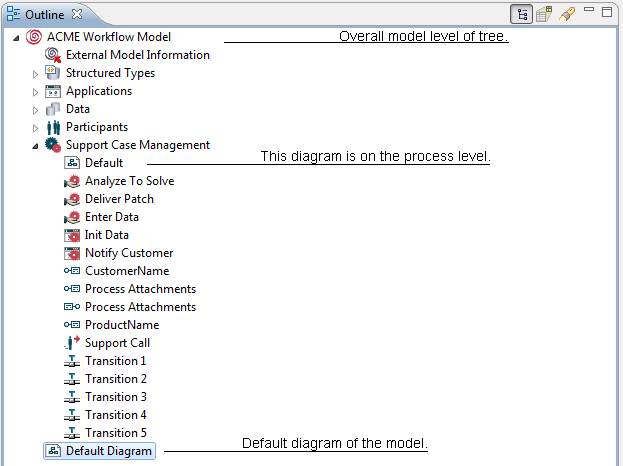 Outline
ACME Workflow Model Overall model level of tree.
External Model Information
Structured Types
Applications
Data
Participants
Support Case Management
Default This diagram is on the process level.
Analyze To Solve
Deliver Patch
Enter Data
Init Data
Notify Customer
CustomerName
Process Attachments
Process Attachments
ProductName
Support Call
Transition 1
Transition 2
Transition 3
Transition 4
Transition 5
Default Diagram Default diagram of the model.